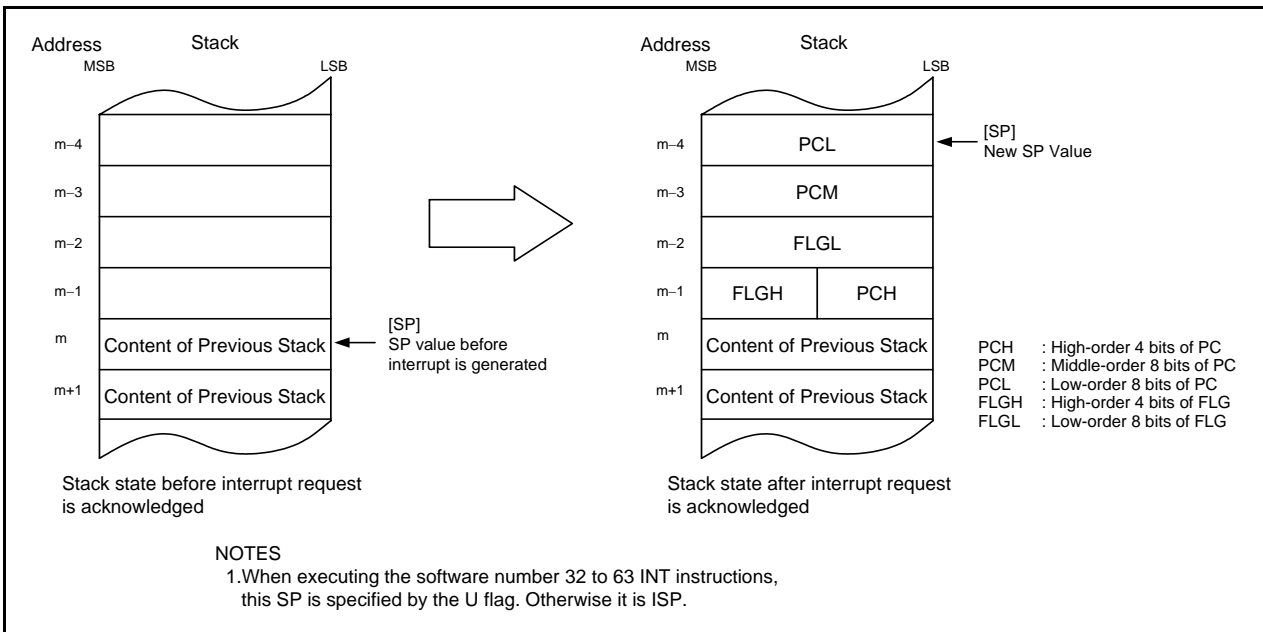 Address Stack
MSB LSB
m−4
m−3
m−2
m−1
m Content of Previous Stack
m+1 Content of Previous Stack
[SP]
SP value before
interrupt is generated
Stack state before interrupt request
is acknowledged
Address Stack
MSB LSB
m−4 PCL
m−3 PCM
m−2 FLGL
m−1 FLGH PCH
m Content of Previous Stack
m+1 Content of Previous Stack
[SP]
New SP Value
PCH : High-order 4 bits of PC
PCM : Middle-order 8 bits of PC
PCL : Low-order 8 bits of PC
FLGH : High-order 4 bits of FLG
FLGL : Low-order 8 bits of FLG
Stack state after interrupt request
is acknowledged
NOTES
1.When executing the software number 32 to 63 INT instructions,
this SP is specified by the U flag. Otherwise it is ISP.